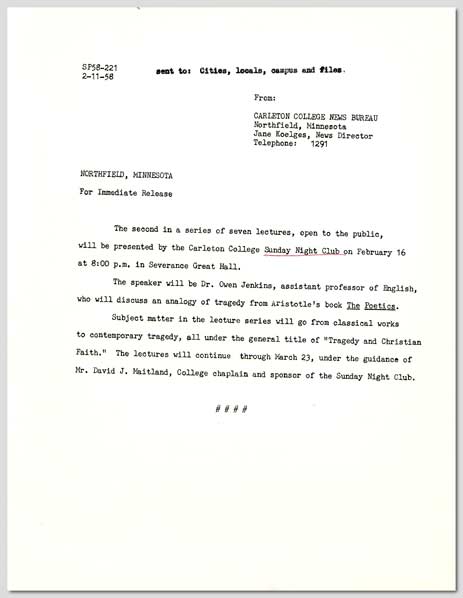 SF58-221
2-11-58
sent to: Cities, locals, campus and files.
From:
CARLETON COLLEGE NEWS BUREAU
Northfield, Minnesota
Jane Koelges, News Director
Telephone: 1291
NORTHFIELD, MINNESOTA
For Immediate Release
The second in a series of seven lectures, open to the public,
will be presented by the Carleton College Sunday Night Club on February 16
at 8:00 p.m. in Severance Great Hall.
The speaker will be Dr. Owen Jenkins, assistant professor of English,
who will discuss an analogy of tragedy from Aristotle's book The Poetics.
Subject matter in the lecture series will go from classical works
to contemporary tragedy, all under the general title of "Tragedy and Christian
Faith." The lectures will continue through March 23, under the guidance of
Mr. David J. Maitland, College chaplain and sponsor of the Sunday Night Club.
# # # #